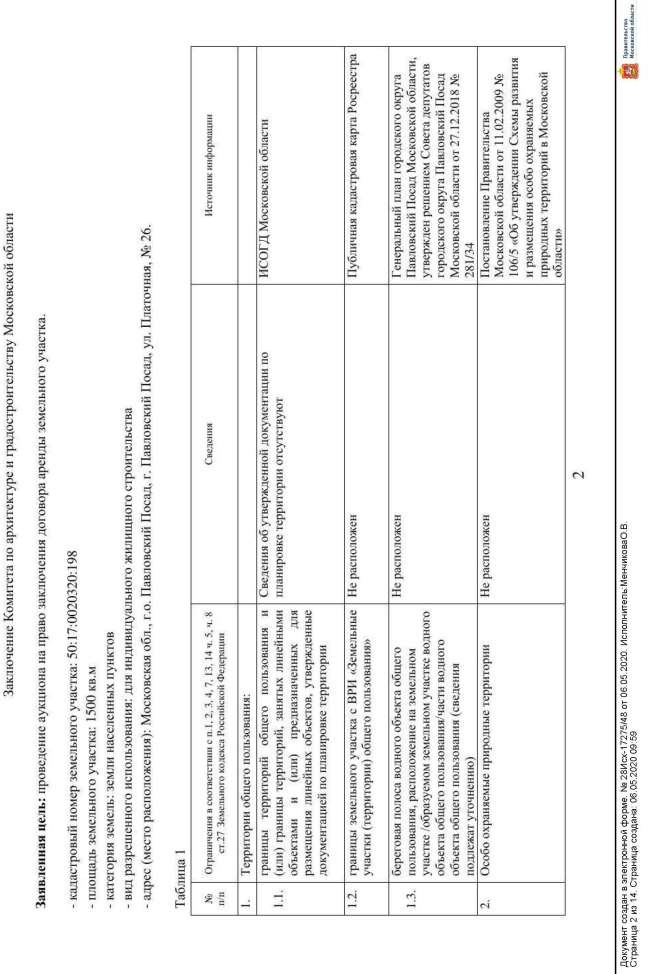 Заключение Комитета по архитектуре и градостроительству Московской области
Заявленная цель: проведение аукциона на право заключения договора аренды земельного участка.
- кадастровый номер земельного участка: 50:17:0020320:198
- площадь земельного участка: 1500 кв.м
- категория земель: земли населенных пунктов
- вид разрешенного использования: для индивидуального жилищного строительства
- адрес (место расположения): Московская обл., г.о. Павловский Посад, г. Павловский Посад, ул. Платочная, № 26.
Таблица 1
№
п/п
Ограничения в соответствии с п.1, 2, 3, 4, 7, 13, 14 ч. 5, ч. 8
ст.27 Земельного кодекса Российской Федерации
Сведения
Источник информации
1.
Территории общего пользования:
1.1.
границы территорий общего пользования и
(или) границы территорий, занятых линейными
объектами и (или) предназначенных для
размещения линейных объектов, утвержденные
документацией по планировке территории
Сведения об утвержденной документации по
планировке территории отсутствуют
ИСОГД Московской области
1.2.
границы земельного участка с ВРИ «Земельные
участки (территории) общего пользования»
Не расположен
Публичная кадастровая карта Росреестра
1.3.
береговая полоса водного объекта общего
пользования, расположение на земельном
участке /образуемом земельном участке водного
объекта общего пользования/части водного
объекта общего пользования (сведения
подлежат уточнению)
Не расположен
Генеральный план городского округа
Павловский Посад Московской области,
утвержден решением Совета депутатов
городского округа Павловский Посад
Московской области от 27.12.2018 №
281/34
2.
Особо охраняемые природные территории
Не расположен
Постановление Правительства
Московской области от 11.02.2009 №
106/5 «Об утверждении Схемы развития
и размещения особо охраняемых
природных территорий в Московской
области»
2
Документ создан в электронной форме. № 28Исх-17275/48 от 06.05.2020. Исполнитель:МенчиковаО.В.
Страница 2 из 14. Страница создана: 06.05.2020 09:59
Правительство
Московской области